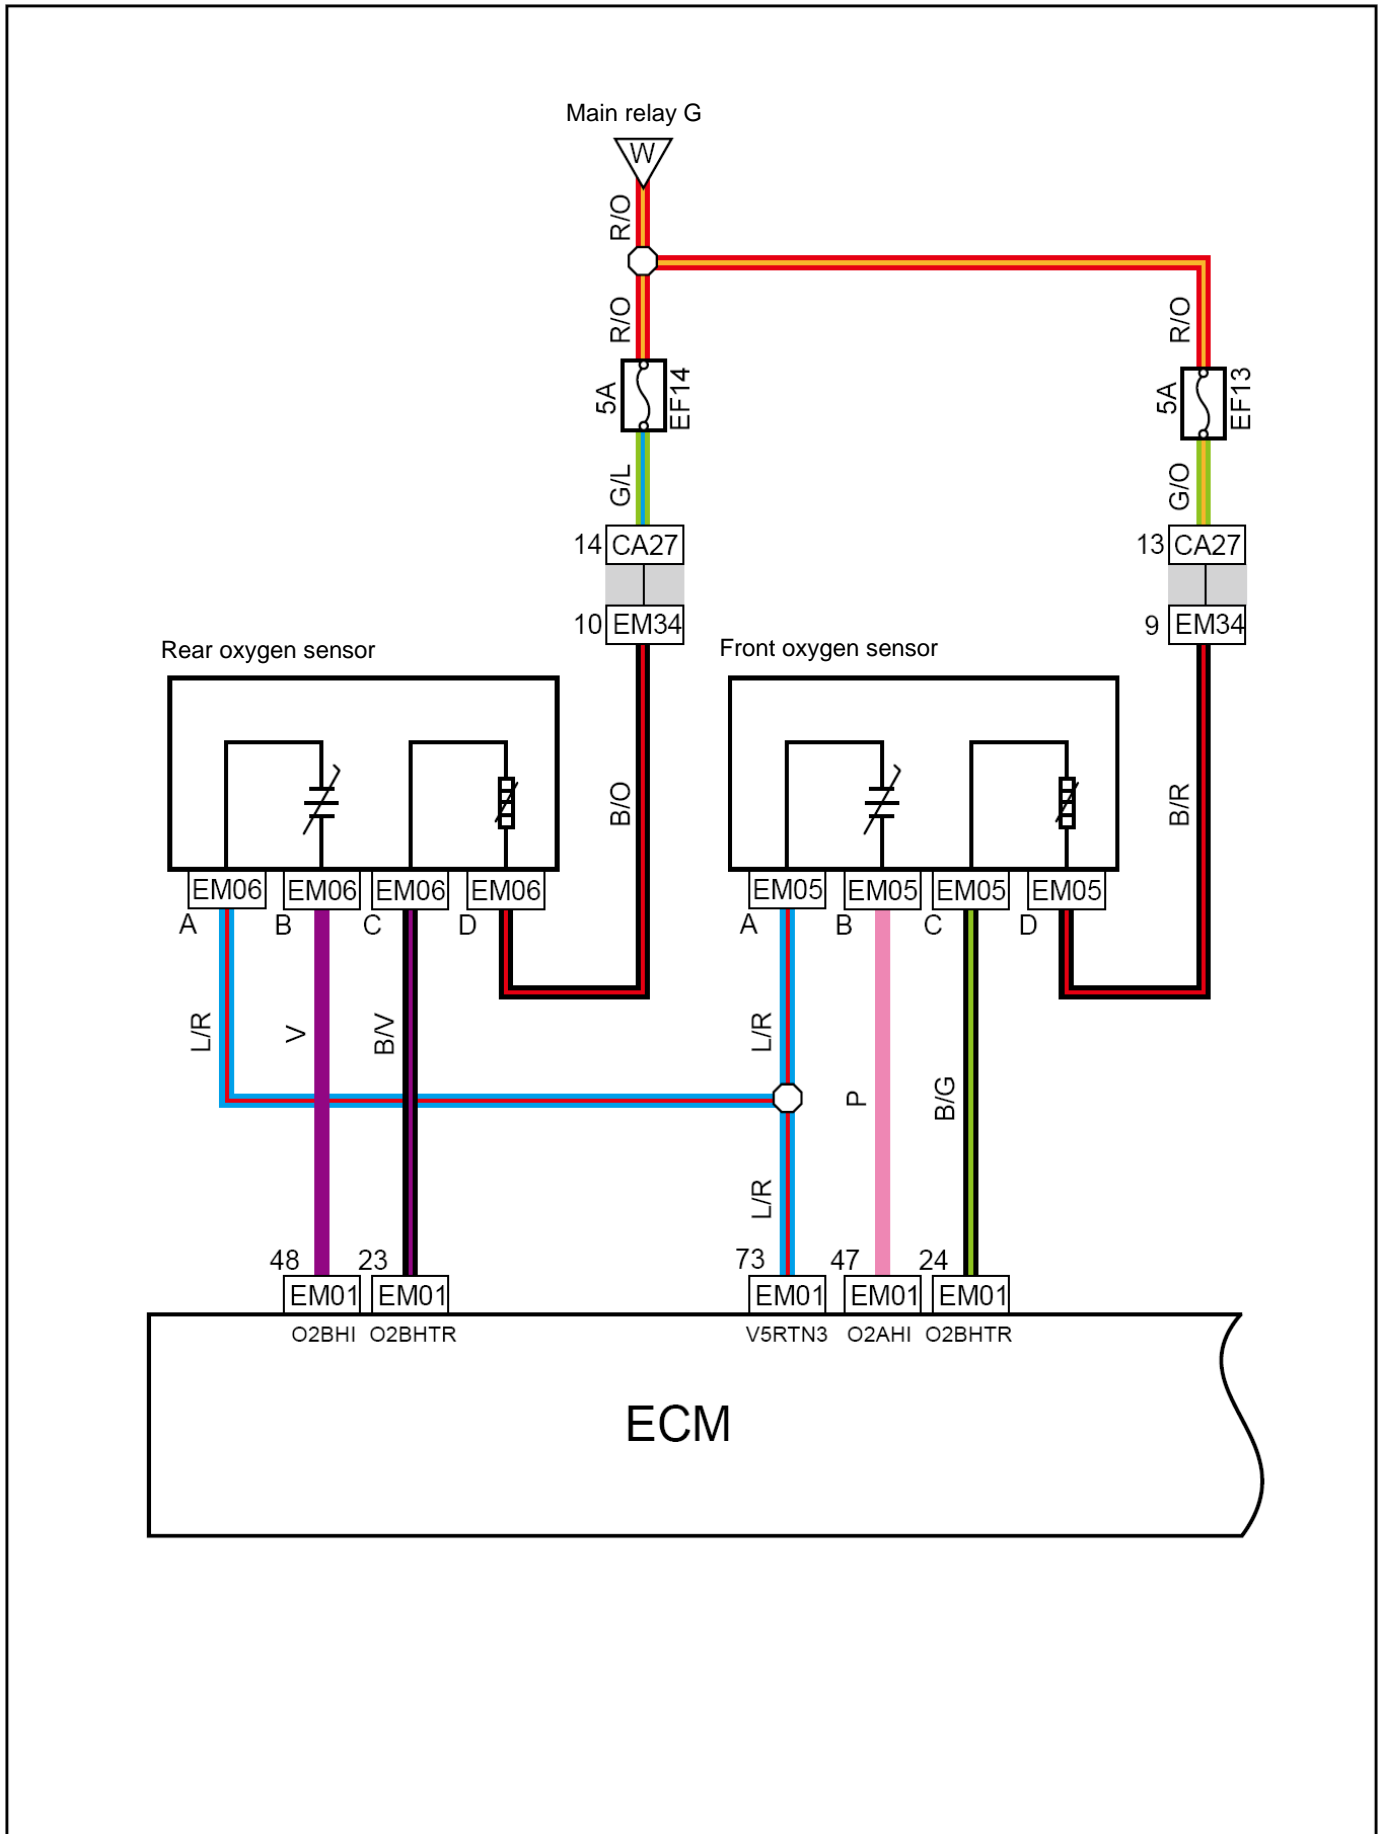 Main relay G
W
R/O
R/O
R/O
5A
EF14
5A
EF13
G/L
G/O
14 CA27
13 CA27
10 EM34
9 EM34
Rear oxygen sensor
Front oxygen sensor
B/O
B/R
EM06 EM06 EM06 EM06
EM05 EM05 EM05 EM05
A B C D
A B C D
L/R
V
B/V
L/R
P
B/G
L/R
48 23
73 47 24
EM01 EM01
EM01 EM01 EM01
O2BHI O2BHTR
V5RTN3 O2AHI O2BHTR
ECM